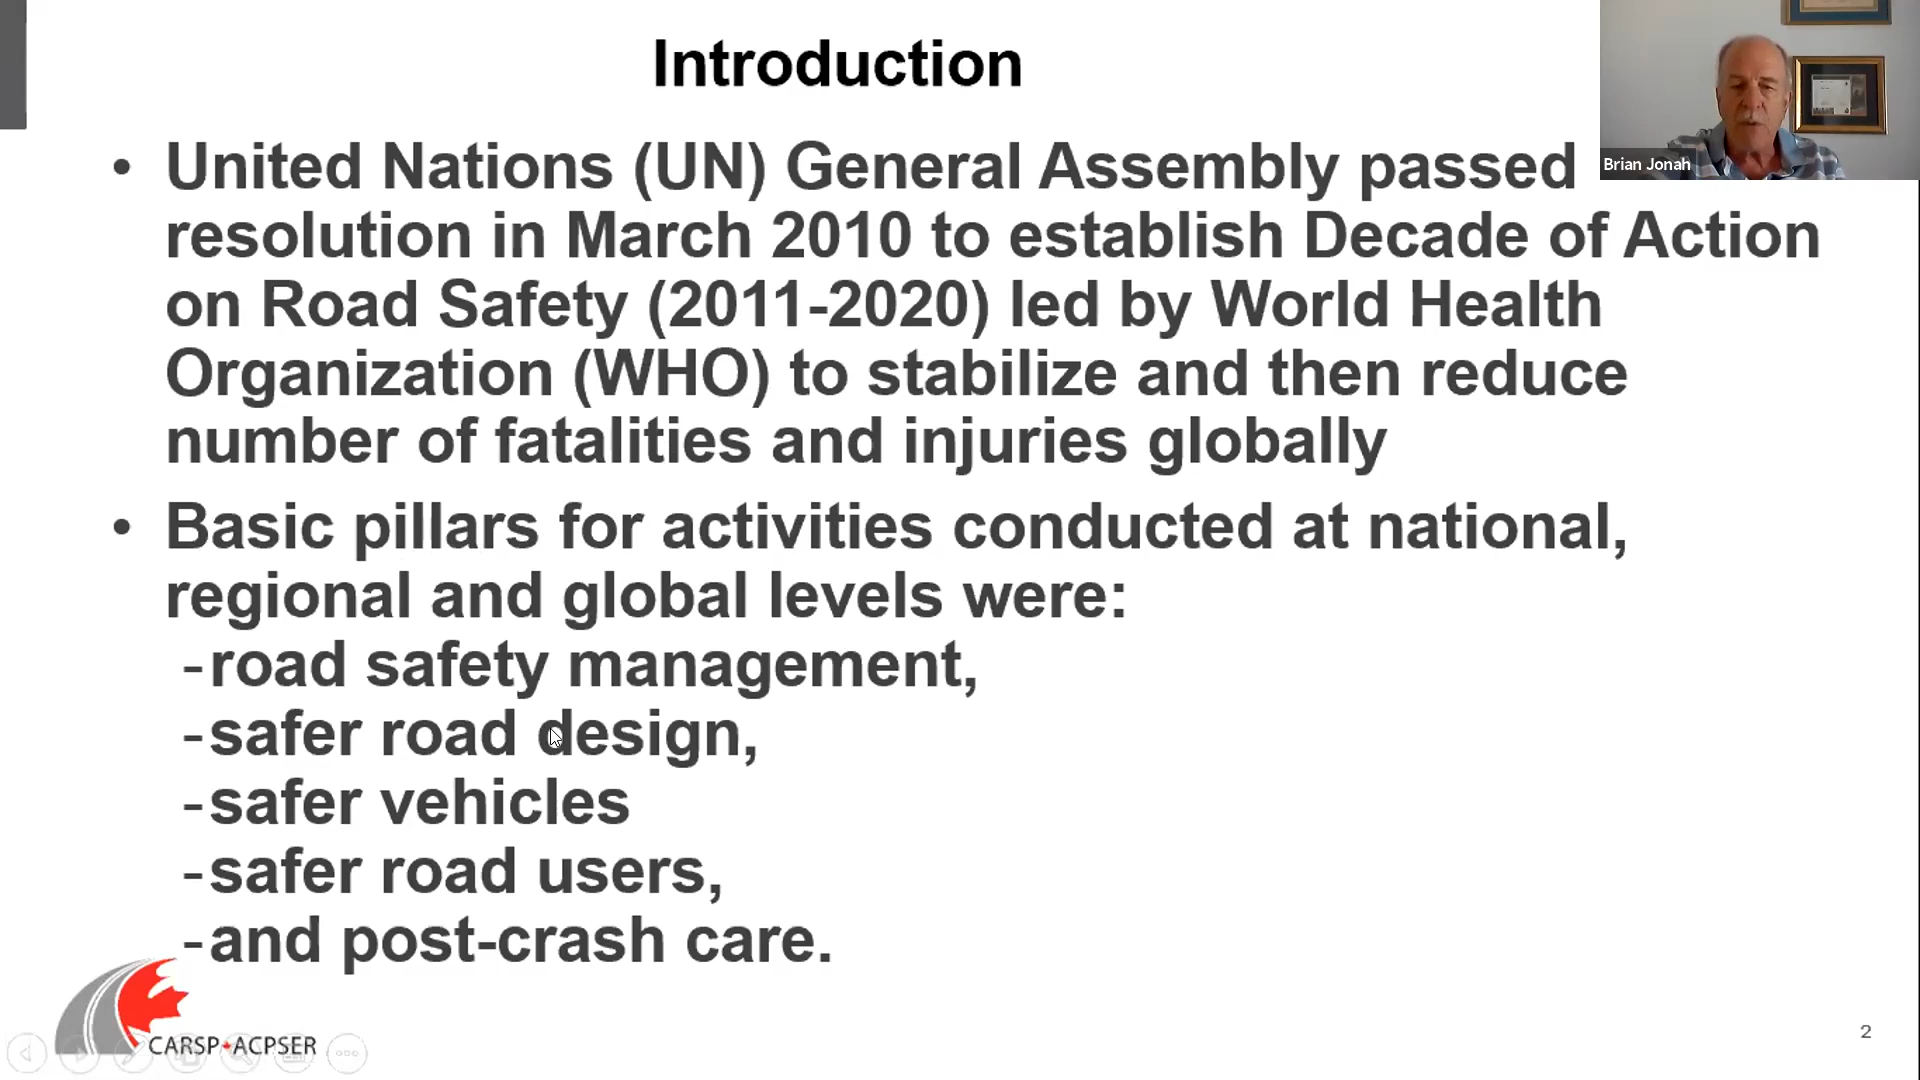 Introduction
• United Nations (UN) General Assembly passed
resolution in March 2010 to establish Decade of Action
on Road Safety (2011-2020) led by World Health
Organization (WHO) to stabilize and then reduce
number of fatalities and injuries globally
• Basic pillars for activities conducted at national,
regional and global levels were:
-road safety management,
-safer road design,
-safer vehicles
-safer road users,
-and post-crash care.
Brian Jonah
CARSP ACPSER
2